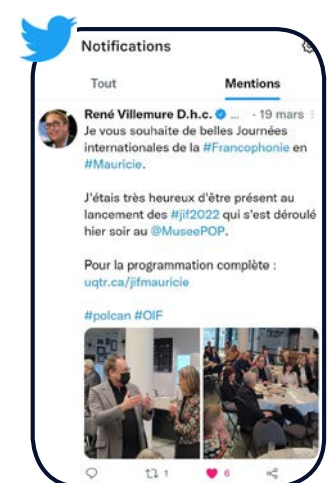 Notifications
Tout Mentions
René Villemure D.h.c. ... · 19 mars
Je vous souhaite de belles Journées
internationales de la #Francophonie en
#Mauricie.
J'étais très heureux d'être présent au
lancement des #jif2022 qui s'est déroulé
hier soir au @MuseePOP.
Pour la programmation complète :
uqtr.ca/jifmauricie
#polcan #OIF
1 6